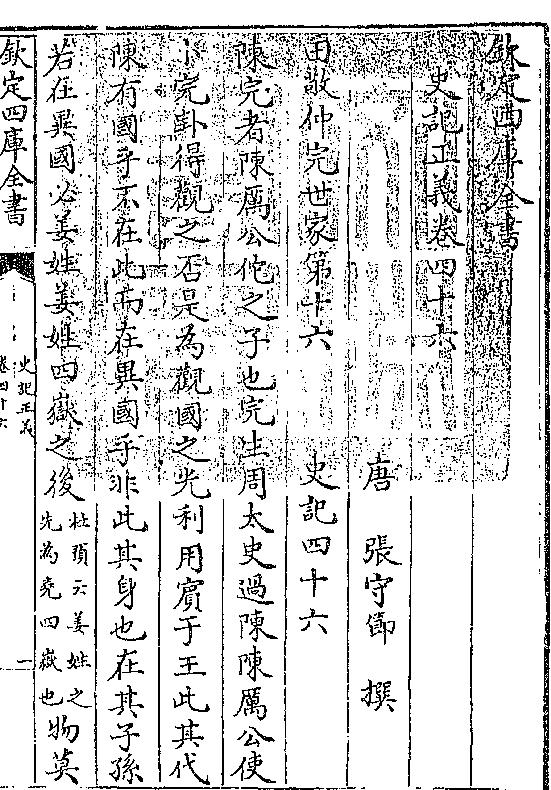 欽定四庫全書
史記正義卷四十六
唐 張守節 撰
田敬仲完世家第十六 史記四十六
陳完者陳厲公佗之子也完生周太史過陳陳厲公使
卜完卦得觀之否是為觀國之光利用賓于王此其代
陳有國乎不在此而在異國乎非此其身也在其子孫
若在異國必姜姓姜姓四嶽之後杜預云姜姓之先為堯四嶽也物莫
欽定四庫全書
史記正義
卷四十六
一